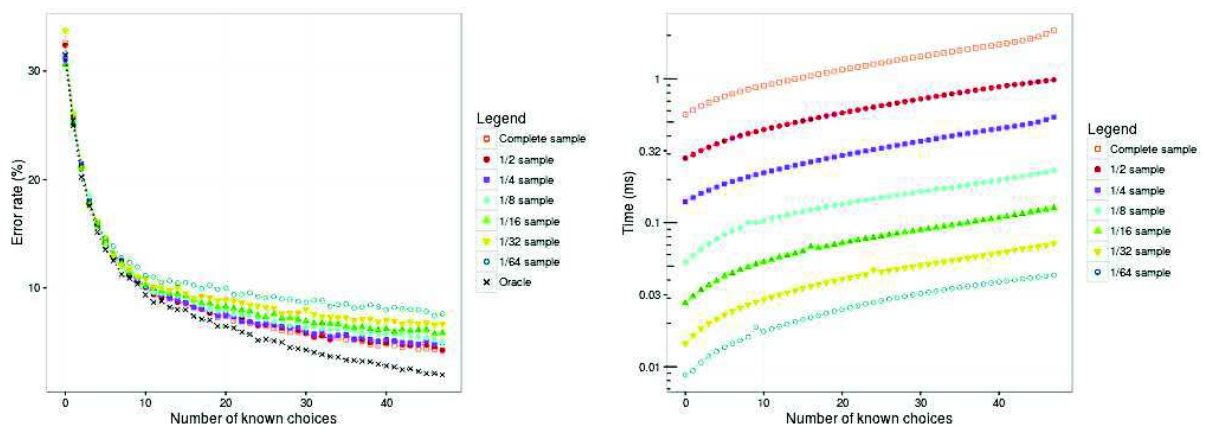 30
20
10
Error rate (%)
0
10
20
30
40
Number of known choices
Legend
Complete sample
1/2 sample
1/4 sample
1/8 sample
1/16 sample
1/32 sample
1/64 sample
Oracle
1
0.32
0.1
0.03
0.01
Time (ms)
0
10
20
30
40
Number of known choices
Legend
Complete sample
1/2 sample
1/4 sample
1/8 sample
1/16 sample
1/32 sample
1/64 sample